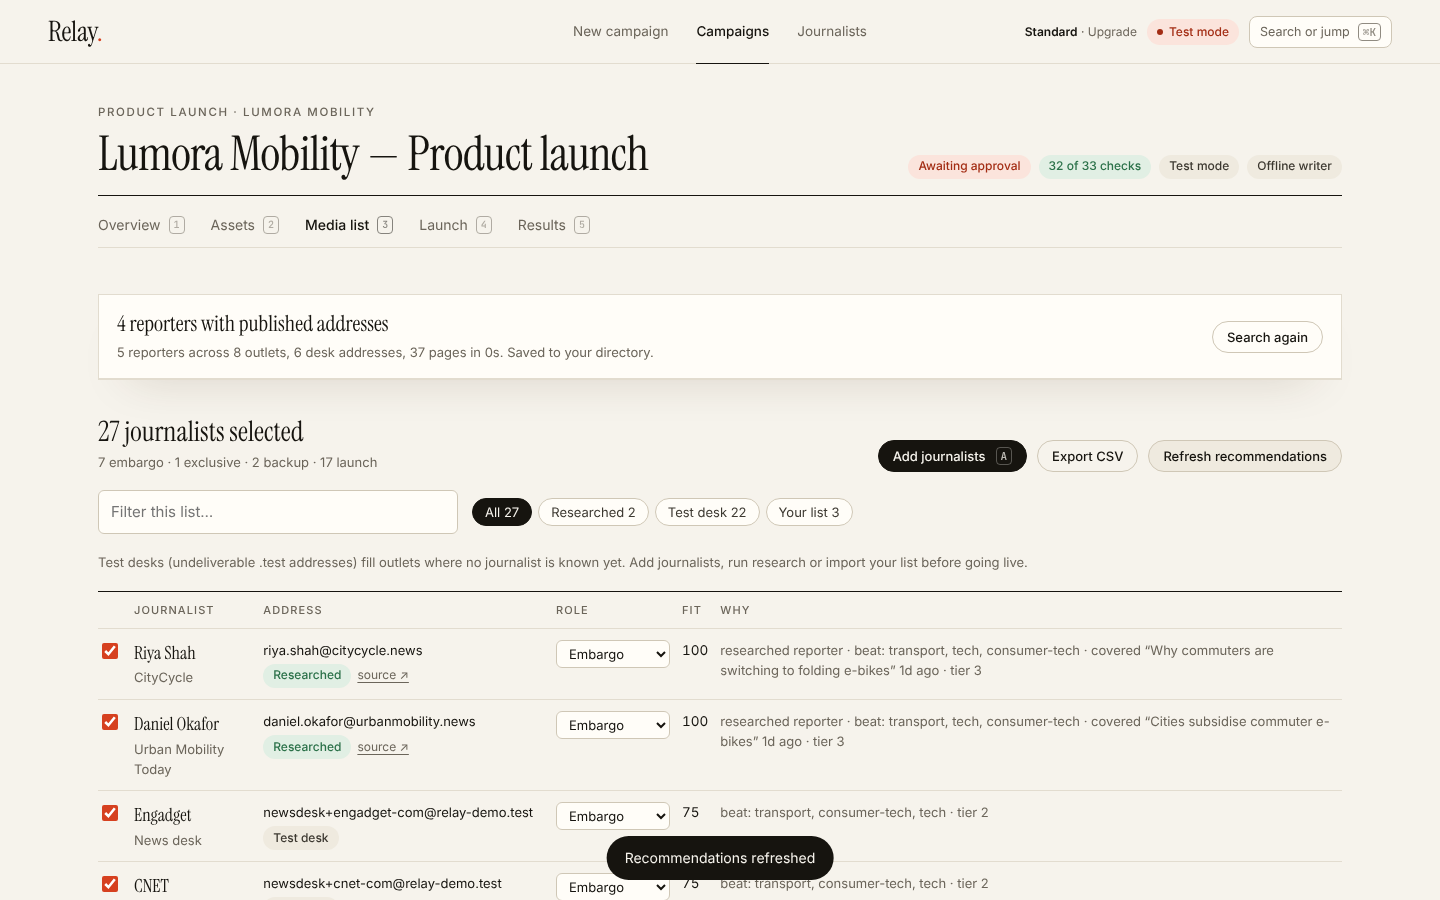 Relay.
New campaign
Campaigns
Journalists
Standard · Upgrade
Test mode
Search or jump ⌘K
PRODUCT LAUNCH · LUMORA MOBILITY
Lumora Mobility — Product launch
Awaiting approval
32 of 33 checks
Test mode
Offline writer
Overview 1
Assets 2
Media list 3
Launch 4
Results 5
4 reporters with published addresses
5 reporters across 8 outlets, 6 desk addresses, 37 pages in 0s. Saved to your directory.
Search again
27 journalists selected
7 embargo · 1 exclusive · 2 backup · 17 launch
Add journalists A
Export CSV
Refresh recommendations
Filter this list...
All 27
Researched 2
Test desk 22
Your list 3
Test desks (undeliverable .test addresses) fill outlets where no journalist is known yet. Add journalists, run research or import your list before going live.
JOURNALIST
ADDRESS
ROLE
FIT
WHY
Riya Shah
CityCycle
riya.shah@citycycle.news
Researched
source ↗
Embargo
100
researched reporter · beat: transport, tech, consumer-tech · covered “Why commuters are
switching to folding e-bikes” 1d ago · tier 3
Daniel Okafor
Urban Mobility
Today
daniel.okafor@urbanmobility.news
Researched
source ↗
Embargo
100
researched reporter · beat: transport, tech, consumer-tech · covered “Cities subsidise commuter e-
bikes” 1d ago · tier 3
Engadget
News desk
newsdesk+engadget-com@relay-demo.test
Test desk
Embargo
75
beat: transport, consumer-tech, tech · tier 2
CNET
newsdesk+cnet-com@relay-demo.test
Embargo
75
beat: transport, consumer-tech, tech · tier 2
Recommendations refreshed